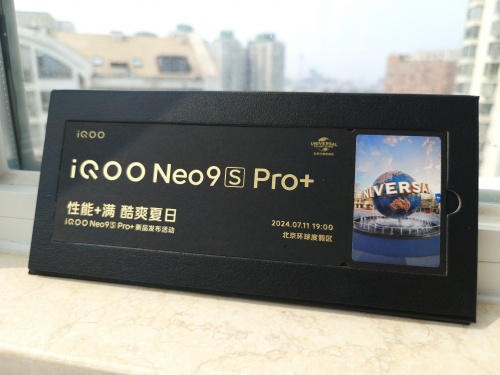 iQOO
UNIVERSAL
iQOO Neo9S Pro+
性能+满 酷爽夏日
iQOO Neo9S Pro+新品发布活动
2024.07.11 19:00
北京环球度假区
UNIVERSAL